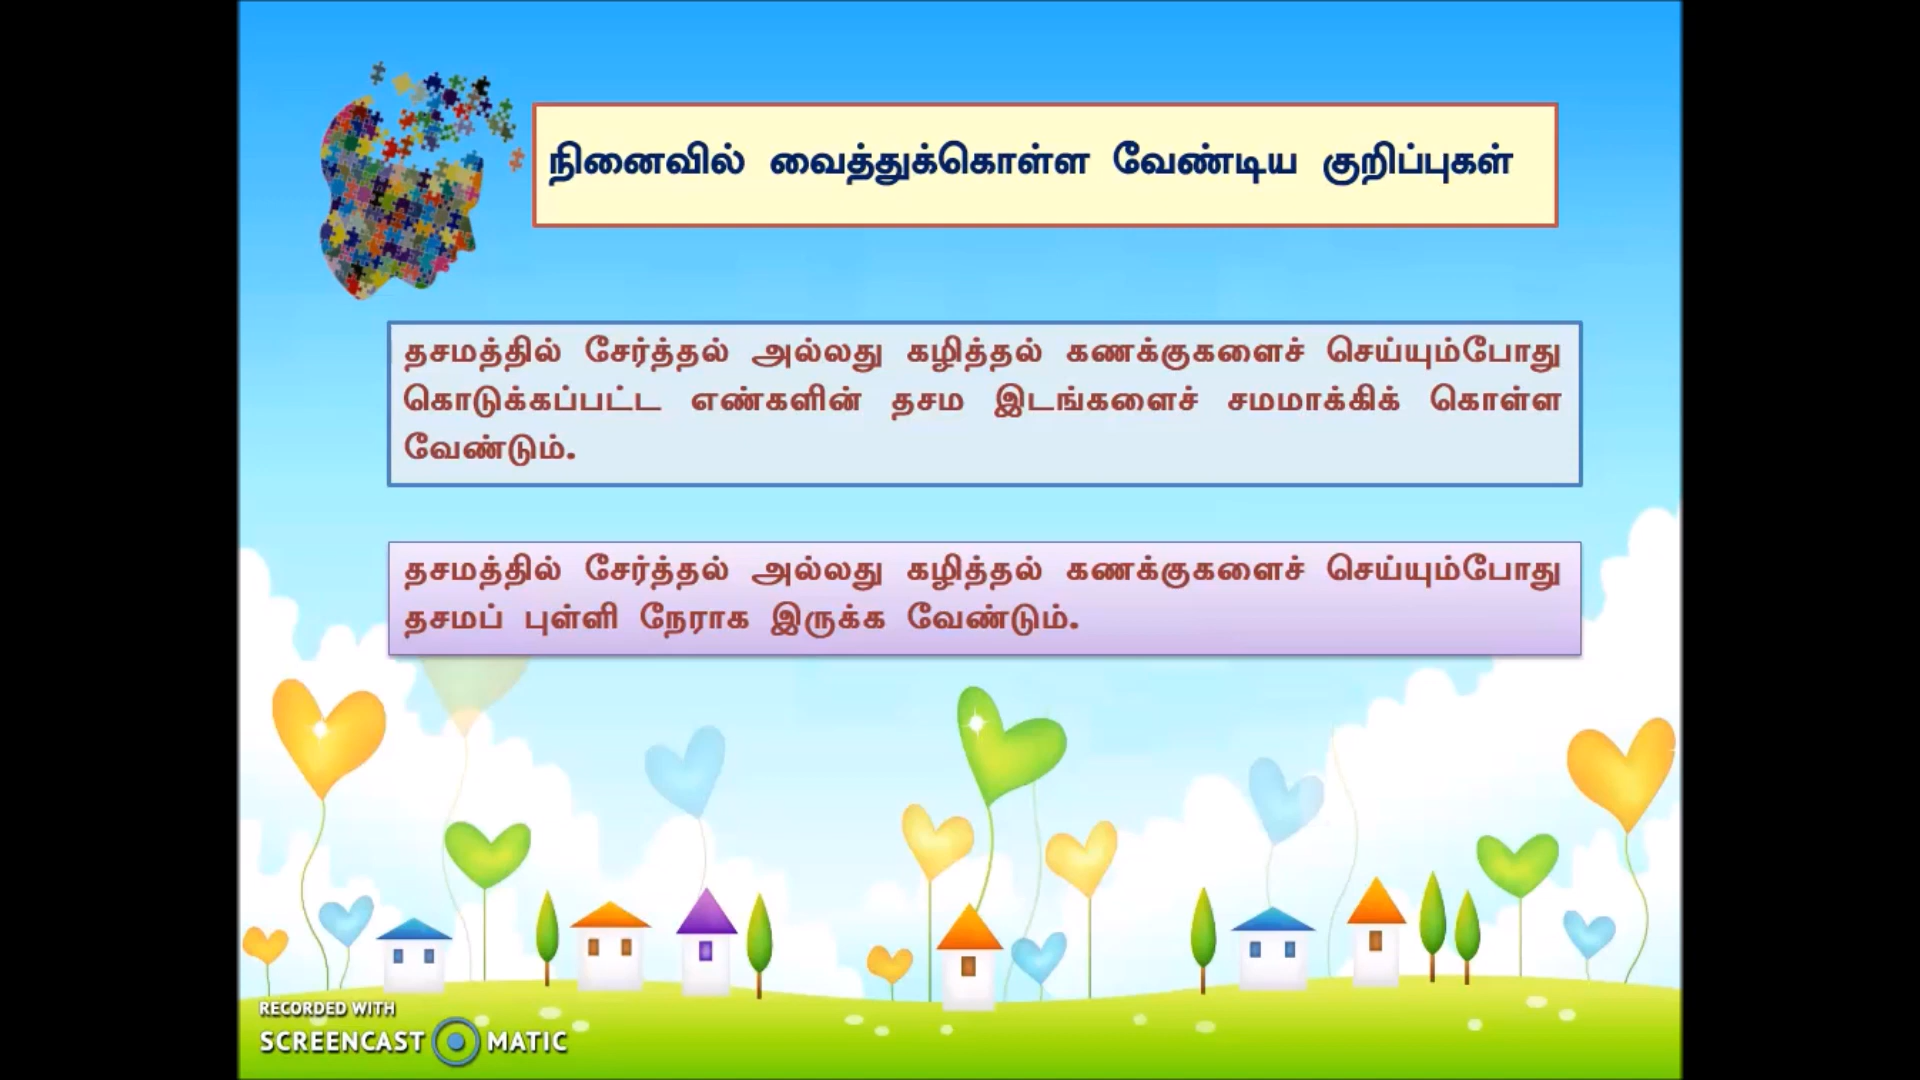 நினைவில் வைத்துக்கொள்ள வேண்டிய குறிப்புகள்
தசமத்தில் சேர்த்தல் அல்லது கழித்தல் கணக்குகளைச் செய்யும்போது
கொடுக்கப்பட்ட எண்களின் தசம இடங்களைச் சமமாக்கிக் கொள்ள
வேண்டும்.
தசமத்தில் சேர்த்தல் அல்லது கழித்தல் கணக்குகளைச் செய்யும்போது
தசமப் புள்ளி நேராக இருக்க வேண்டும்.
RECORDED WITH
SCREENCAST MATIC